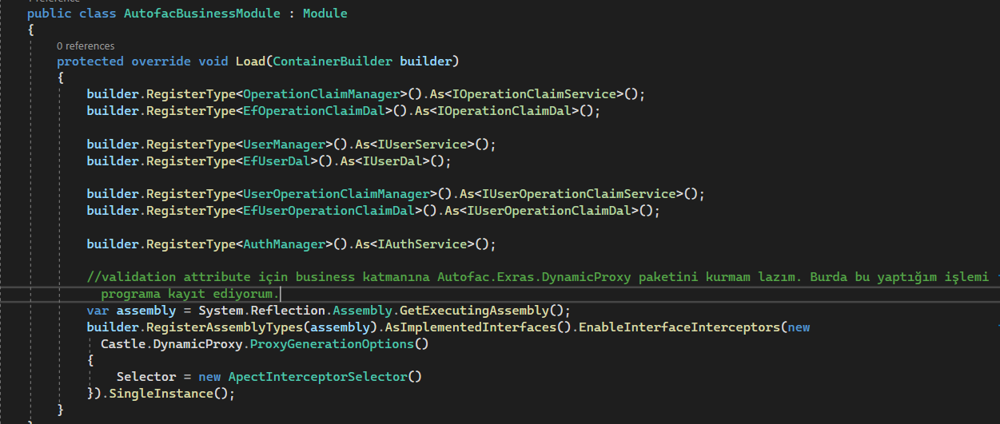 public class AutofacBusinessModule : Module
{
0 references
protected override void Load(ContainerBuilder builder)
{
builder.RegisterType<OperationClaimManager>().As<IOperationClaimService>();
builder.RegisterType<EfOperationClaimDal>().As<IOperationClaimDal>();
builder.RegisterType<UserManager>().As<IUserService>();
builder.RegisterType<EfUserDal>().As<IUserDal>();
builder.RegisterType<UserOperationClaimManager>().As<IUserOperationClaimService>();
builder.RegisterType<EfUserOperationClaimDal>().As<IUserOperationClaimDal>();
builder.RegisterType<AuthManager>().As<IAuthService>();
//validation attribute için business katmanına Autofac.Exras.DynamicProxy paketini kurmam lazım. Burda bu yaptığım işlemi
programa kayıt ediyorum.
var assembly = System.Reflection.Assembly.GetExecutingAssembly();
builder.RegisterAssemblyTypes(assembly).AsImplementedInterfaces().EnableInterfaceInterceptors(new
Castle.DynamicProxy.ProxyGenerationOptions()
{
Selector = new ApectInterceptorSelector()
}).SingleInstance();
}